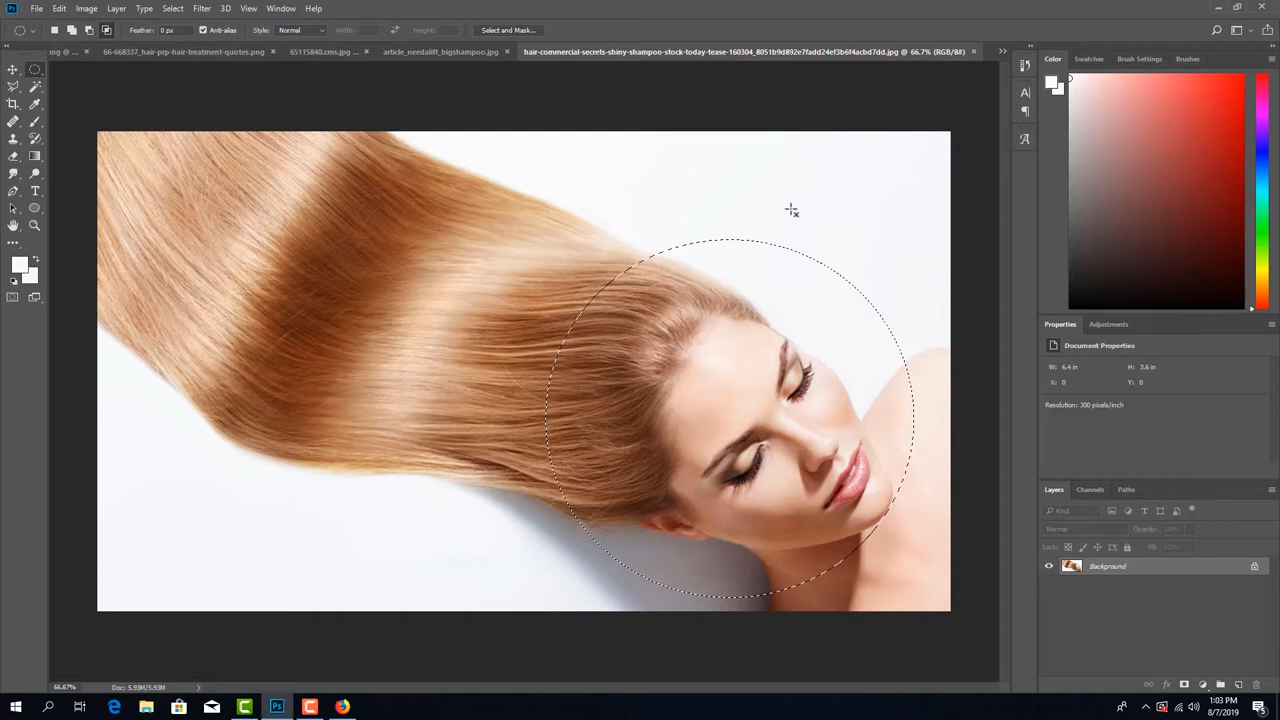 Ps File Edit Image Layer Type Select Filter 3D View Window Help
Feather: 0 px Anti-alias Style: Normal Width: Height: Select and Mask...
ng @ ... × 66-668337_hair-prp-hair-treatment-quotes.png × 65115840.cms.jpg ... × article_needalift_bigshampoo.jpg × hair-commercial-secrets-shiny-shampoo-stock-today-tease-160304_8051b9d892e7fadd24ef3b6f4acbd7dd.jpg @ 66.7% (RGB/8#) ×
Color Swatches Brush Settings Brushes
Properties Adjustments
Document Properties
W: 6.4 in H: 3.6 in
X: 0 Y: 0
Resolution: 300 pixels/inch
Layers Channels Paths
Kind
Normal Opacity: 100%
Lock: Fill: 100%
Background
66.67% Doc: 5.93M/5.93M
1:03 PM
8/7/2019